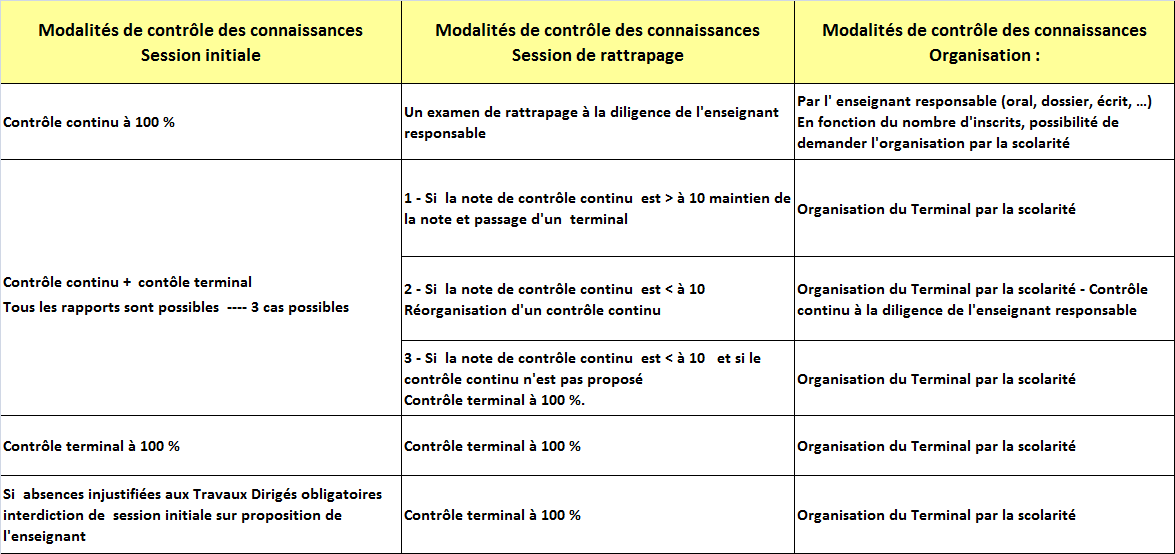 Modalités de contrôle des connaissances
Session initiale
Modalités de contrôle des connaissances
Session de rattrapage
Modalités de contrôle des connaissances
Organisation :
Contrôle continu à 100 %
Un examen de rattrapage à la diligence de l'enseignant
responsable
Par l' enseignant responsable (oral, dossier, écrit, ...)
En fonction du nombre d'inscrits, possibilité de
demander l'organisation par la scolarité
Contrôle continu + contôle terminal
Tous les rapports sont possibles ---- 3 cas possibles
1 - Si la note de contrôle continu est > à 10 maintien de
la note et passage d'un terminal
Organisation du Terminal par la scolarité
2 - Si la note de contrôle continu est < à 10
Réorganisation d'un contrôle continu
Organisation du Terminal par la scolarité - Contrôle
continu à la diligence de l'enseignant responsable
3 - Si la note de contrôle continu est < à 10 et si le
contrôle continu n'est pas proposé
Contrôle terminal à 100 %.
Organisation du Terminal par la scolarité
Contrôle terminal à 100 %
Contrôle terminal à 100 %
Organisation du Terminal par la scolarité
Si absences injustifiées aux Travaux Dirigés obligatoires
interdiction de session initiale sur proposition de
l'enseignant
Contrôle terminal à 100 %
Organisation du Terminal par la scolarité